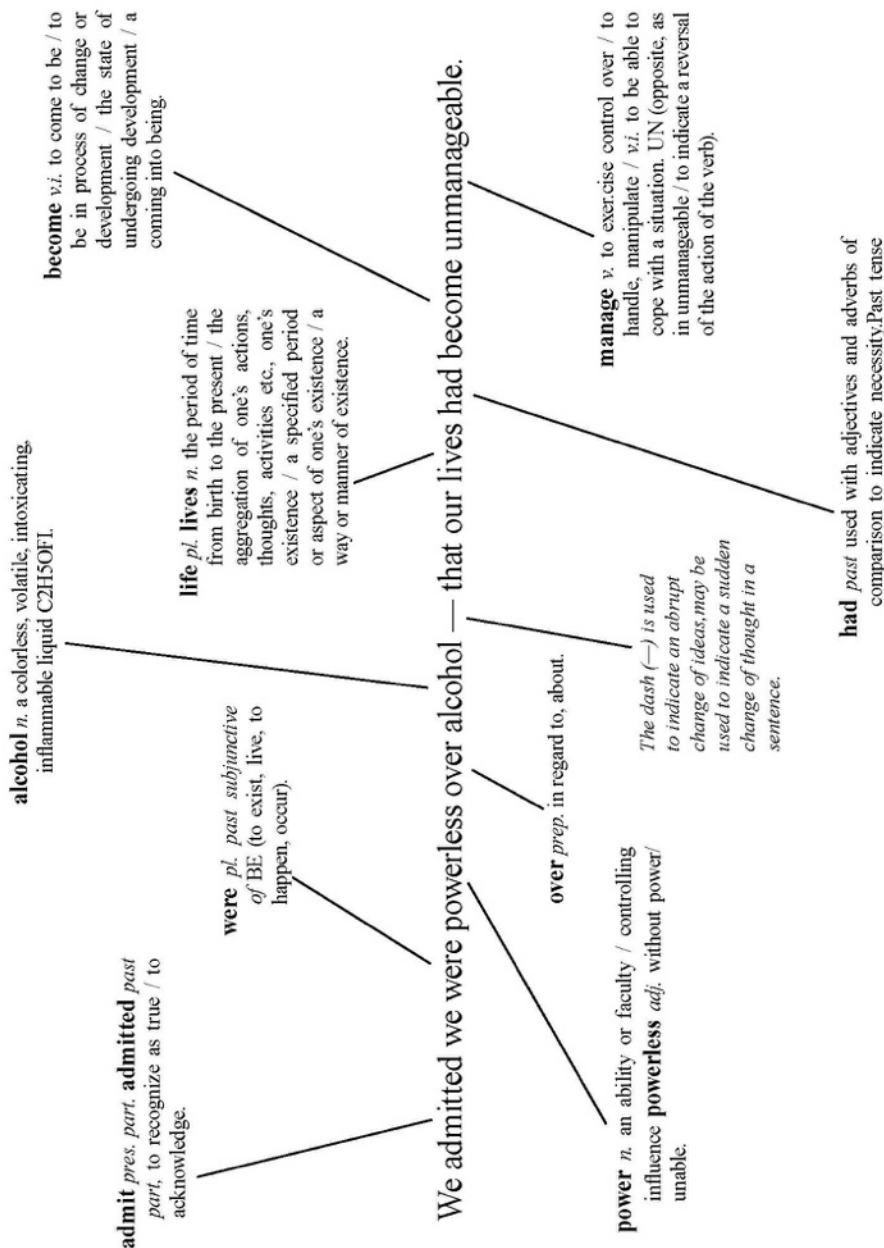 alcohol n. a colorless, volatile, intoxicating,
inflammable liquid C2H5OFI.
become v.i. to come to be / to
be in process of change or
development / the state of
undergoing development / a
coming into being.
admit pres. part. admitted past
part, to recognize as true / to
acknowledge.
were pl. past subjunctive
of BE (to exist, live, to
happen, occur).
life pl. lives n. the period of time
from birth to the present / the
aggregation of one's actions,
thoughts, activities etc., one's
existence / a specified period
or aspect of one's existence / a
way or manner of existence.
We admitted we were powerless over alcohol — that our lives had become unmanageable.
power n. an ability or faculty / controlling
influence powerless adj. without power/
unable.
over prep. in regard to, about.
The dash (—) is used
to indicate an abrupt
change of ideas,may be
used to indicate a sudden
change of thought in a
sentence.
manage v. to exer.cise control over / to
handle, manipulate / v.i. to be able to
cope with a situation. UN (opposite, as
in unmanageable / to indicate a reversal
of the action of the verb).
had past used with adjectives and adverbs of
comparison to indicate necessity.Past tense